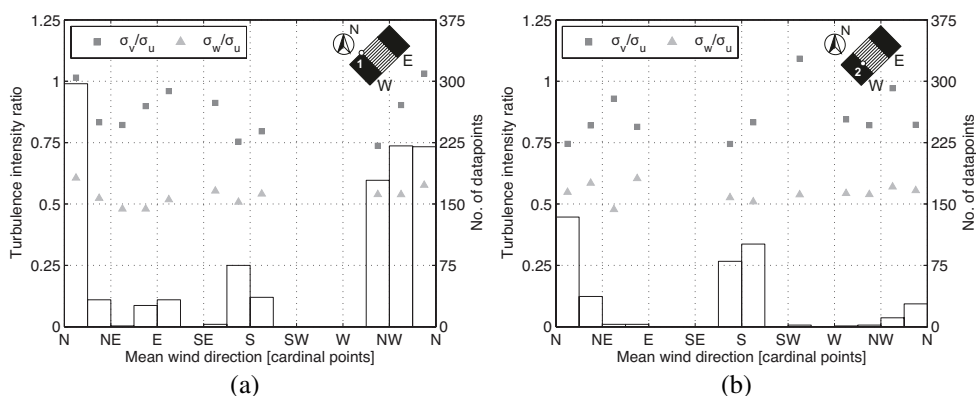 1.25
1
0.75
0.5
0.25
0
Turbulence intensity ratio
375
300
225
150
75
0
No. of datapoints
σv/σu σw/σu
N
E
W
1
N NE E SE S SW W NW N
Mean wind direction [cardinal points]
(a)
1.25
1
0.75
0.5
0.25
0
Turbulence intensity ratio
375
300
225
150
75
0
No. of datapoints
σv/σu σw/σu
N
E
W
2
N NE E SE S SW W NW N
Mean wind direction [cardinal points]
(b)